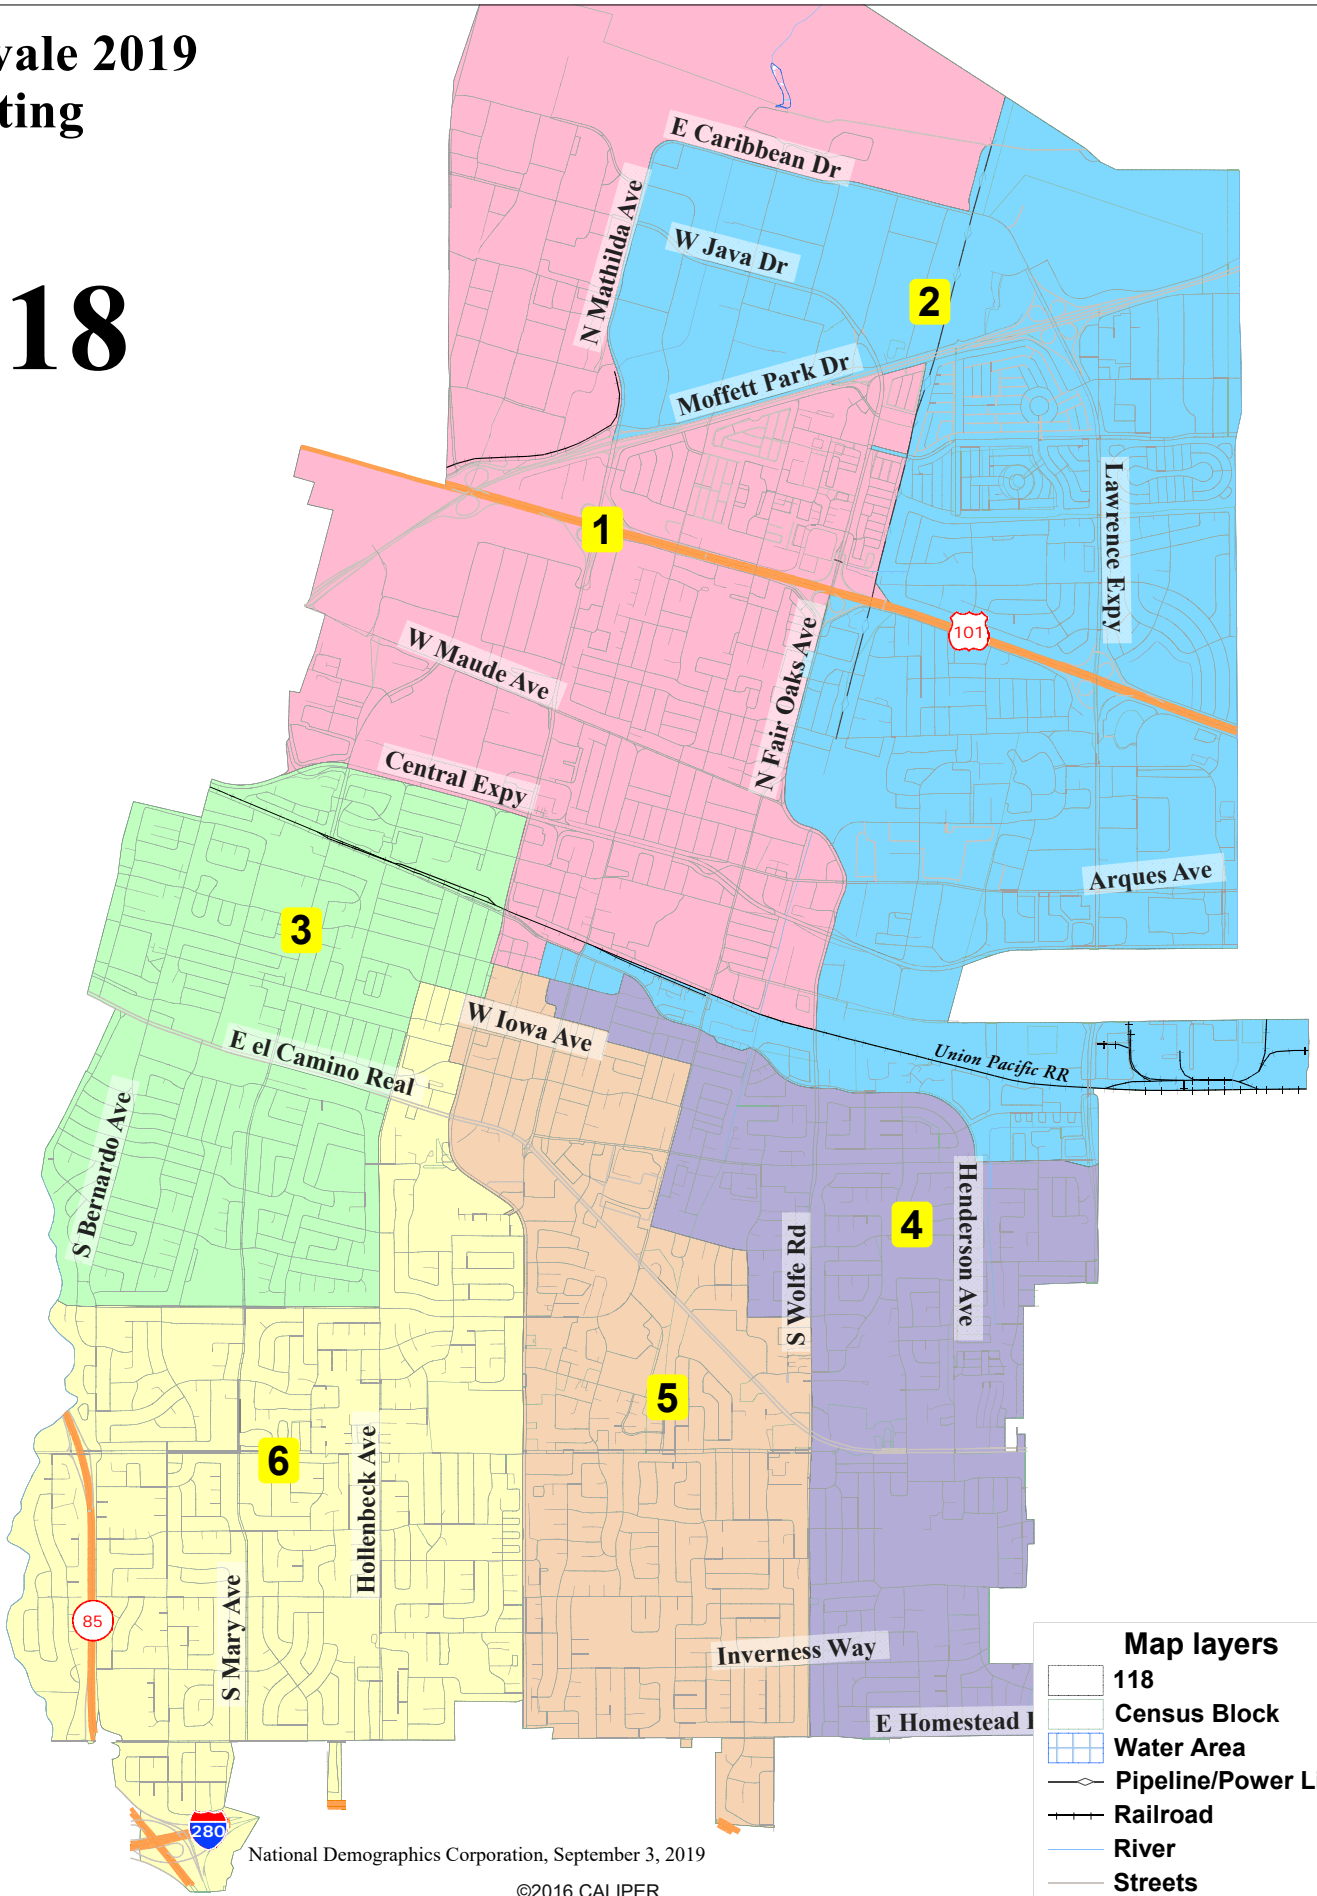 vale 2019
ting
18
E Caribbean Dr
N Mathilda Ave
W Java Dr
2
Moffett Park Dr
1
Lawrence Expy
101
W Maude Ave
N Fair Oaks Ave
Central Expy
Arques Ave
3
W Iowa Ave
E el Camino Real
Union Pacific RR
S Bernardo Ave
4
Henderson Ave
S Wolfe Rd
5
6
Hollenbeck Ave
S Mary Ave
85
Inverness Way
E Homestead
280
Map layers
118
Census Block
Water Area
Pipeline/Power Li
Railroad
River
Streets
National Demographics Corporation, September 3, 2019
©2016 CALIPER